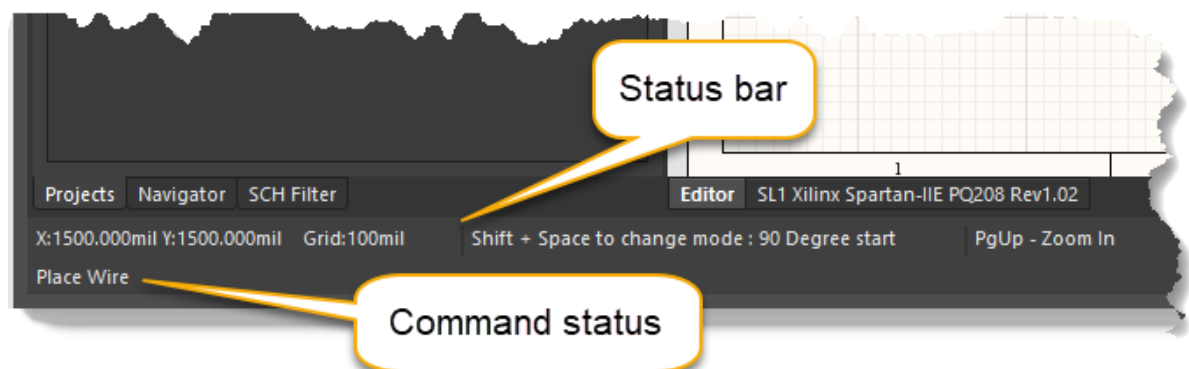 Status bar
1
Projects Navigator SCH Filter
Editor SL1 Xilinx Spartan-IIE PQ208 Rev1.02
X:1500.000mil Y:1500.000mil Grid:100mil Shift + Space to change mode : 90 Degree start PgUp - Zoom In
Place Wire
Command status